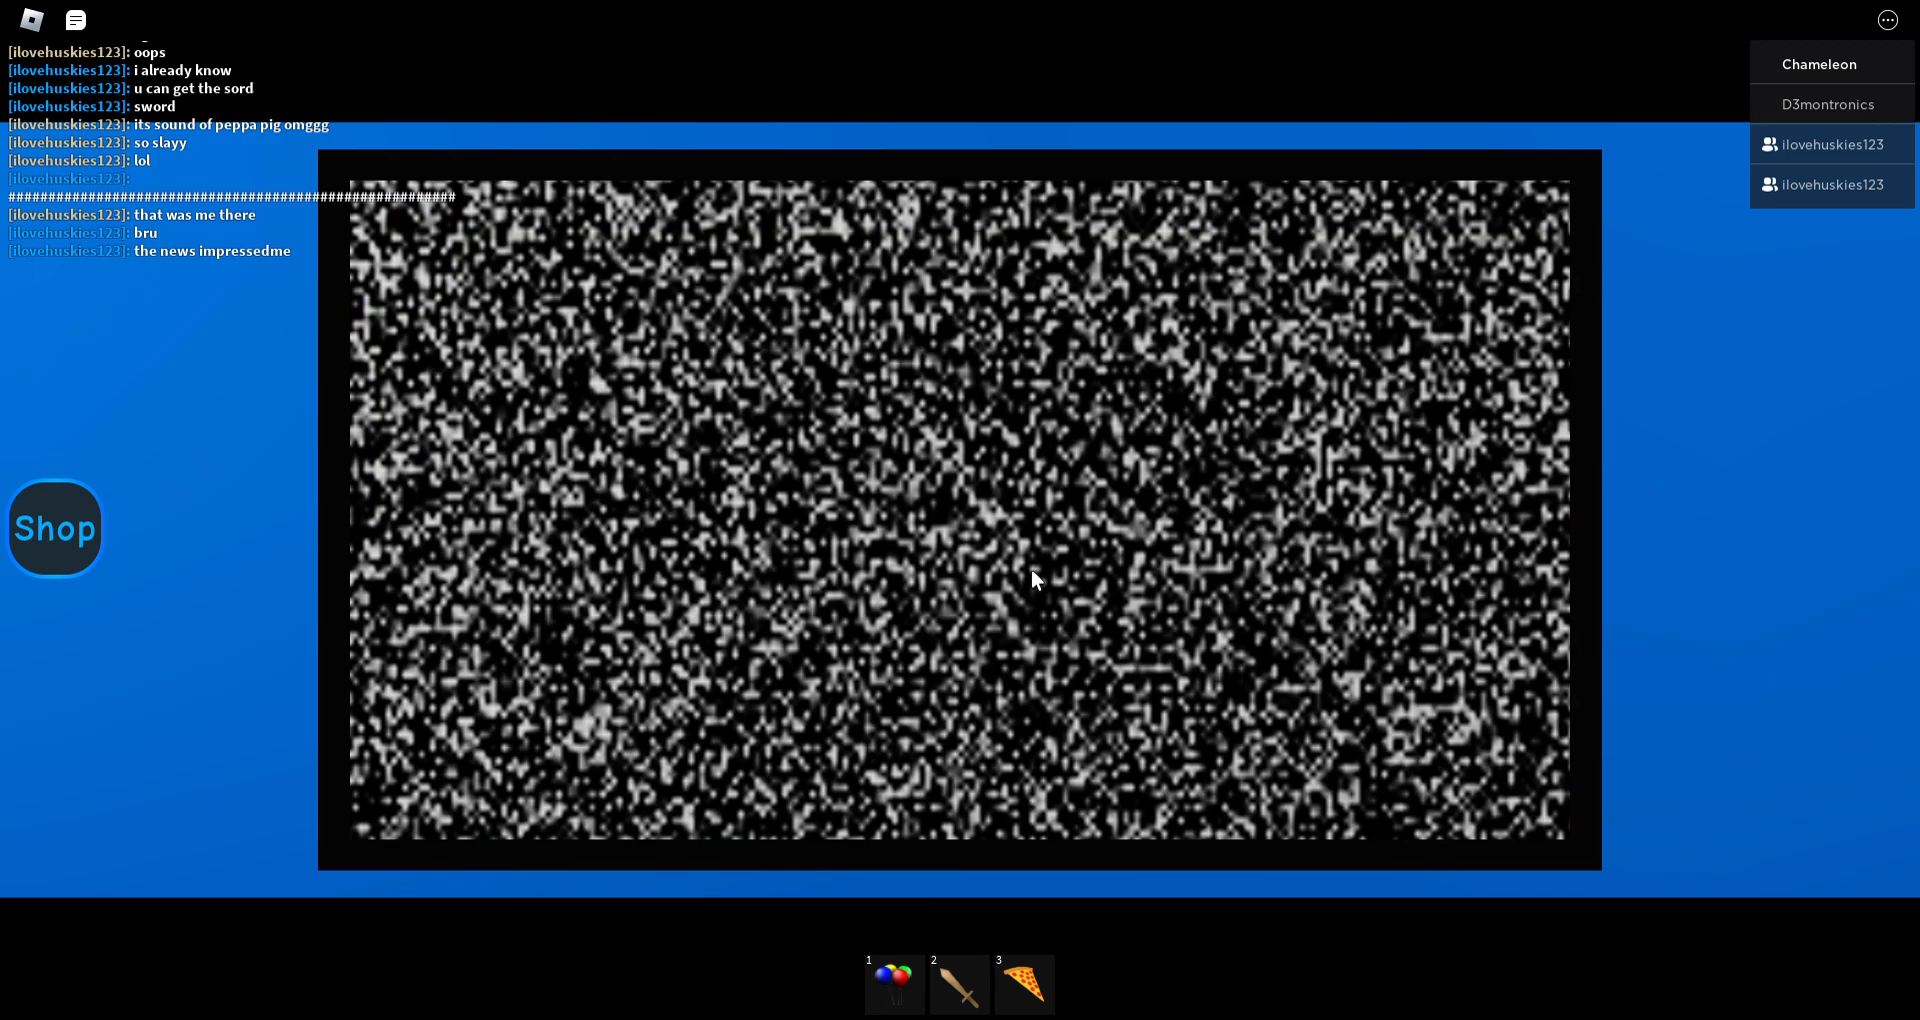 [ilovehuskies123]: oops
[ilovehuskies123]: i already know
[ilovehuskies123]: u can get the sord
[ilovehuskies123]: sword
[ilovehuskies123]: its sound of peppa pig omggg
[ilovehuskies123]: so slayy
[ilovehuskies123]: lol
[ilovehuskies123]:
########################################################
[ilovehuskies123]: that was me there
[ilovehuskies123]: bru
[ilovehuskies123]: the news impressedme
Chameleon
D3montronics
ilovehuskies123
ilovehuskies123
Shop
1 2 3